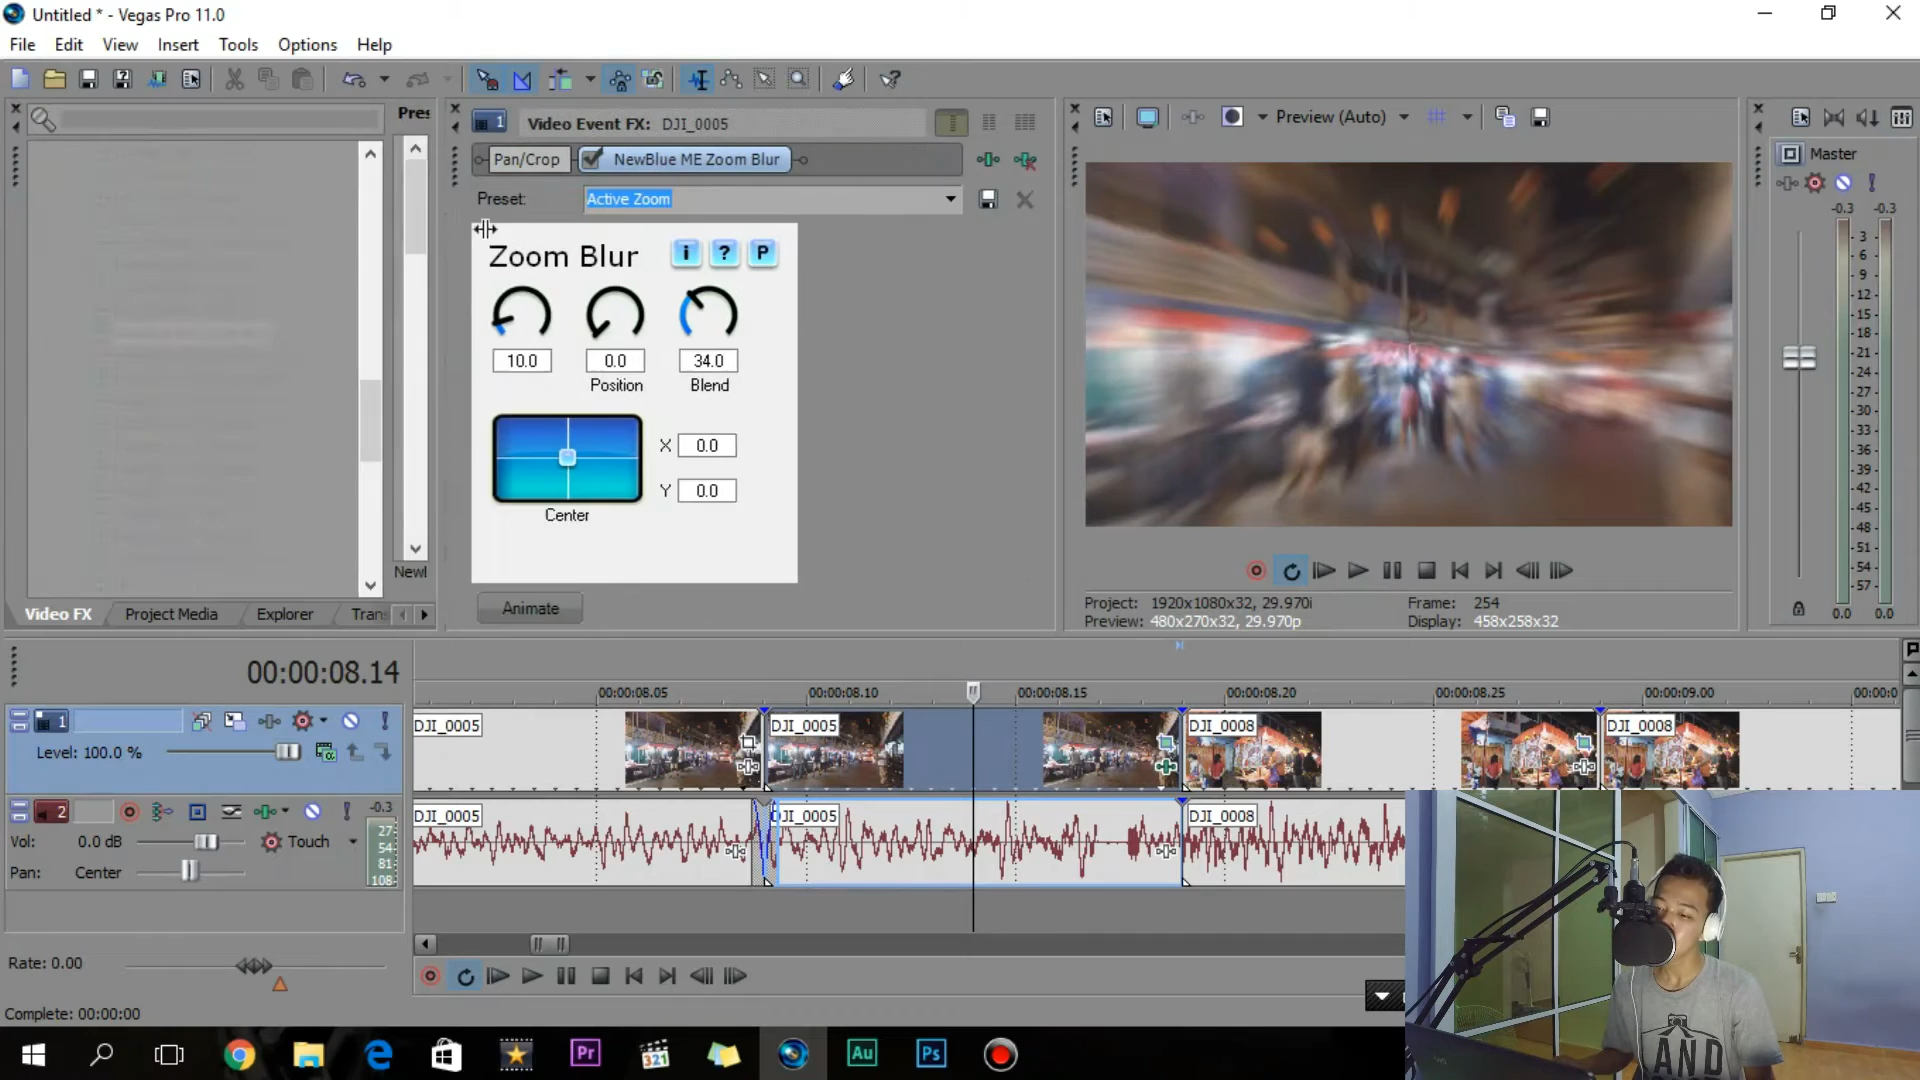 Untitled * - Vegas Pro 11.0
File Edit View Insert Tools Options Help
1 Video Event FX: DJI_0005
Preview (Auto)
Pan/Crop NewBlue ME Zoom Blur
Preset: Active Zoom
Master
-0.3 -0.3
Zoom Blur i ? P
10.0 0.0 34.0
Position Blend
X 0.0
Y 0.0
Center
Animate
3
6
9
12
15
18
21
24
27
30
33
36
39
42
45
48
51
54
57
0.0 0.0
Video FX Project Media Explorer
Project: 1920x1080x32, 29.970i Frame: 254
Preview: 480x270x32, 29.970p Display: 458x258x32
00:00:08.14
00:00:08.05 00:00:08.10 00:00:08.15 00:00:08.20 00:00:08.25 00:00:09.00
1
Level: 100.0 %
DJI_0005 DJI_0005 DJI_0008 DJI_0008
2
-0.3
27
54
81
108
Vol: 0.0 dB Touch
Pan: Center
DJI_0005 DJI_0005 DJI_0008
Rate: 0.00
Complete: 00:00:00
Pr 321 Au Ps
AND